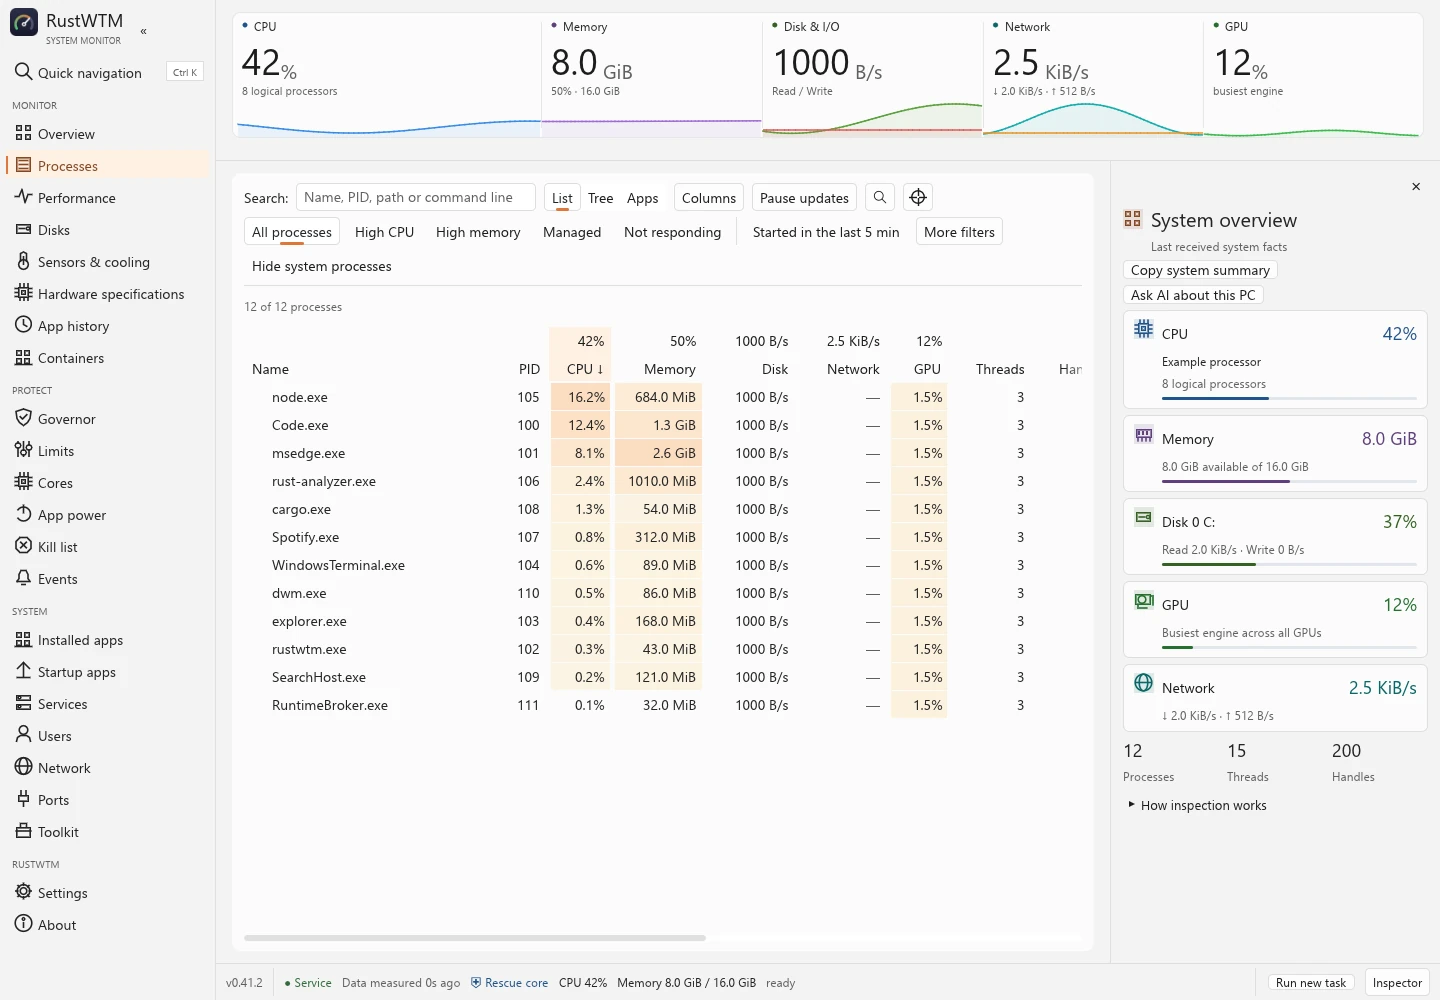 RustWTM
SYSTEM MONITOR
«
Quick navigation Ctrl K
MONITOR
Overview
Processes
Performance
Disks
Sensors & cooling
Hardware specifications
App history
Containers
PROTECT
Governor
Limits
Cores
App power
Kill list
Events
SYSTEM
Installed apps
Startup apps
Services
Users
Network
Ports
Toolkit
RUSTWTM
Settings
About
CPU
42%
8 logical processors
Memory
8.0 GiB
50% · 16.0 GiB
Disk & I/O
1000 B/s
Read / Write
Network
2.5 KiB/s
↓ 2.0 KiB/s · ↑ 512 B/s
GPU
12%
busiest engine
Search: Name, PID, path or command line List Tree Apps Columns Pause updates
All processes High CPU High memory Managed Not responding Started in the last 5 min More filters
Hide system processes
12 of 12 processes
42% 50% 1000 B/s 2.5 KiB/s 12%
Name PID CPU ↓ Memory Disk Network GPU Threads Han
node.exe 105 16.2% 684.0 MiB 1000 B/s — 1.5% 3
Code.exe 100 12.4% 1.3 GiB 1000 B/s — 1.5% 3
msedge.exe 101 8.1% 2.6 GiB 1000 B/s — 1.5% 3
rust-analyzer.exe 106 2.4% 1010.0 MiB 1000 B/s — 1.5% 3
cargo.exe 108 1.3% 54.0 MiB 1000 B/s — 1.5% 3
Spotify.exe 107 0.8% 312.0 MiB 1000 B/s — 1.5% 3
WindowsTerminal.exe 104 0.6% 89.0 MiB 1000 B/s — 1.5% 3
dwm.exe 110 0.5% 86.0 MiB 1000 B/s — 1.5% 3
explorer.exe 103 0.4% 168.0 MiB 1000 B/s — 1.5% 3
rustwtm.exe 102 0.3% 43.0 MiB 1000 B/s — 1.5% 3
SearchHost.exe 109 0.2% 121.0 MiB 1000 B/s — 1.5% 3
RuntimeBroker.exe 111 0.1% 32.0 MiB 1000 B/s — 1.5% 3
×
System overview
Last received system facts
Copy system summary
Ask AI about this PC
CPU 42%
Example processor
8 logical processors
Memory 8.0 GiB
8.0 GiB available of 16.0 GiB
Disk 0 C: 37%
Read 2.0 KiB/s · Write 0 B/s
GPU 12%
Busiest engine across all GPUs
Network 2.5 KiB/s
↓ 2.0 KiB/s · ↑ 512 B/s
12 15 200
Processes Threads Handles
How inspection works
v0.41.2 Service Data measured 0s ago Rescue core CPU 42% Memory 8.0 GiB / 16.0 GiB ready Run new task Inspector